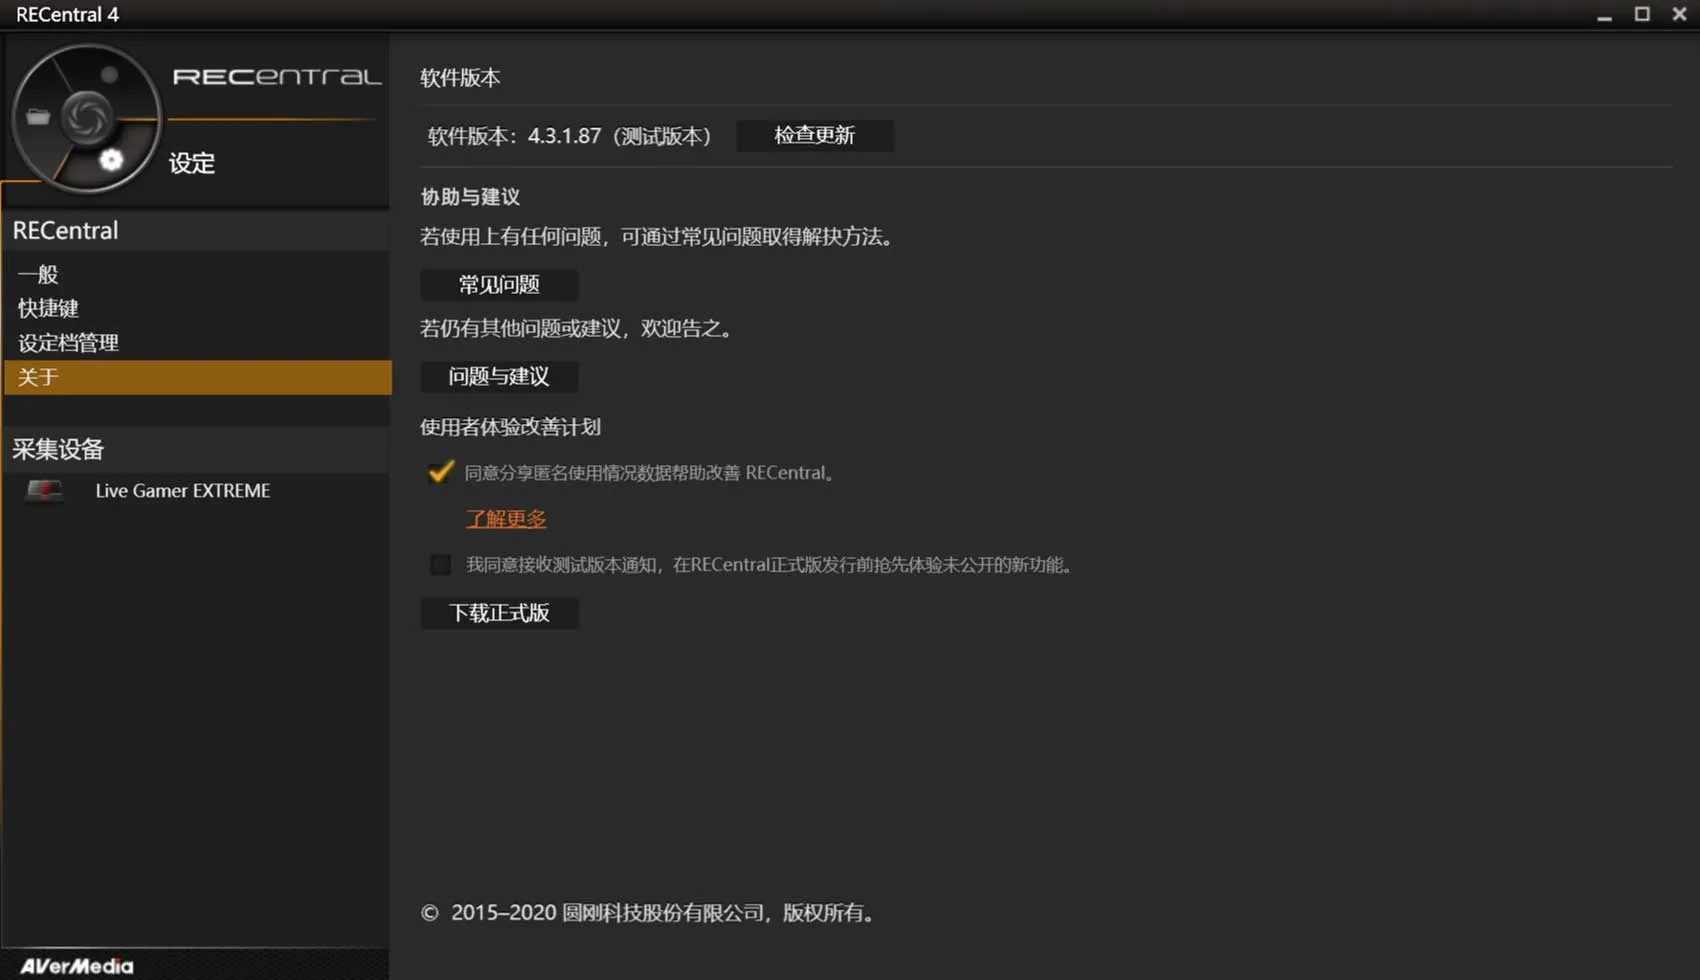 RECentral 4
RECentral
设定
RECentral
一般
快捷键
设定档管理
关于
采集设备
Live Gamer EXTREME
AVerMedia
软件版本
软件版本：4.3.1.87（测试版本）
检查更新
协助与建议
若使用上有任何问题，可通过常见问题取得解抉方法。
常见问题
若仍有其他问题或建议，欢迎告之。
问题与建议
使用者体验改善计划
同意分享匿名使用情况数据帮助改善 RECentral。
了解更多
我同意接收测试版本通知，在RECentral正式版发行前抢先体验未公开的新功能。
下载正式版
© 2015–2020 圆刚科技股份有限公司，版权所有。